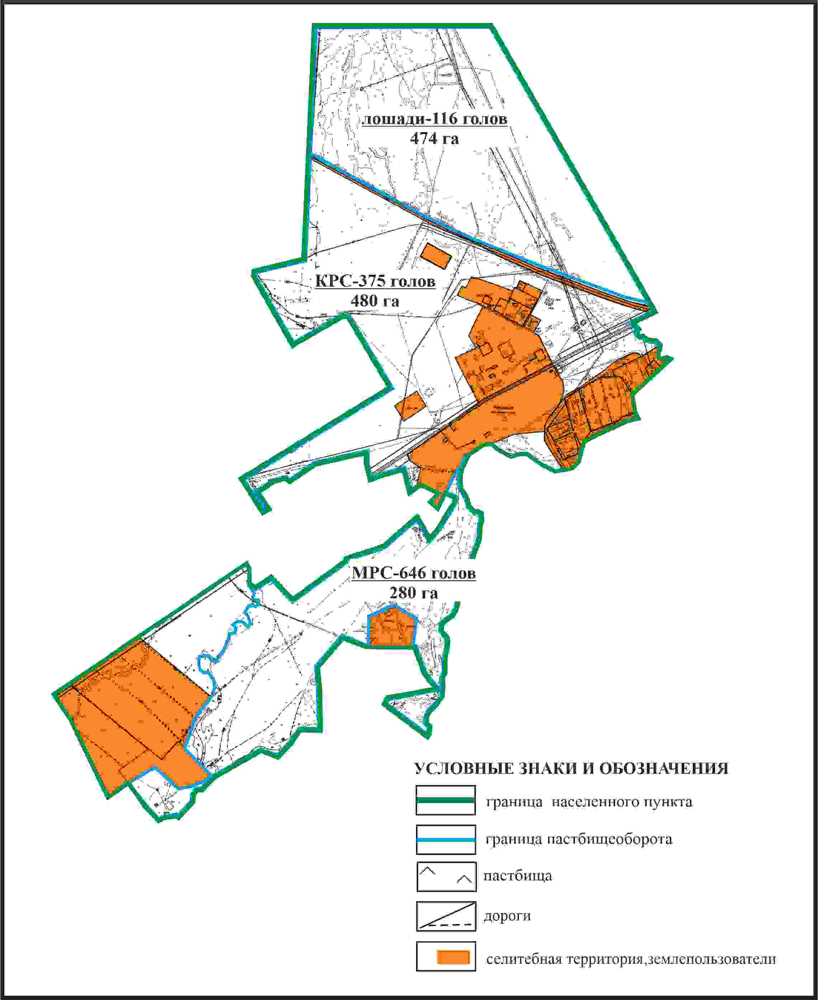 лошади-116 голов
474 га
КРС-375 голов
480 га
МРС-646 голов
280 га
УСЛОВНЫЕ ЗНАКИ И ОБОЗНАЧЕНИЯ
граница населенного пункта
граница пастбищеоборота
пастбища
дороги
селитебная территория,землепользователи